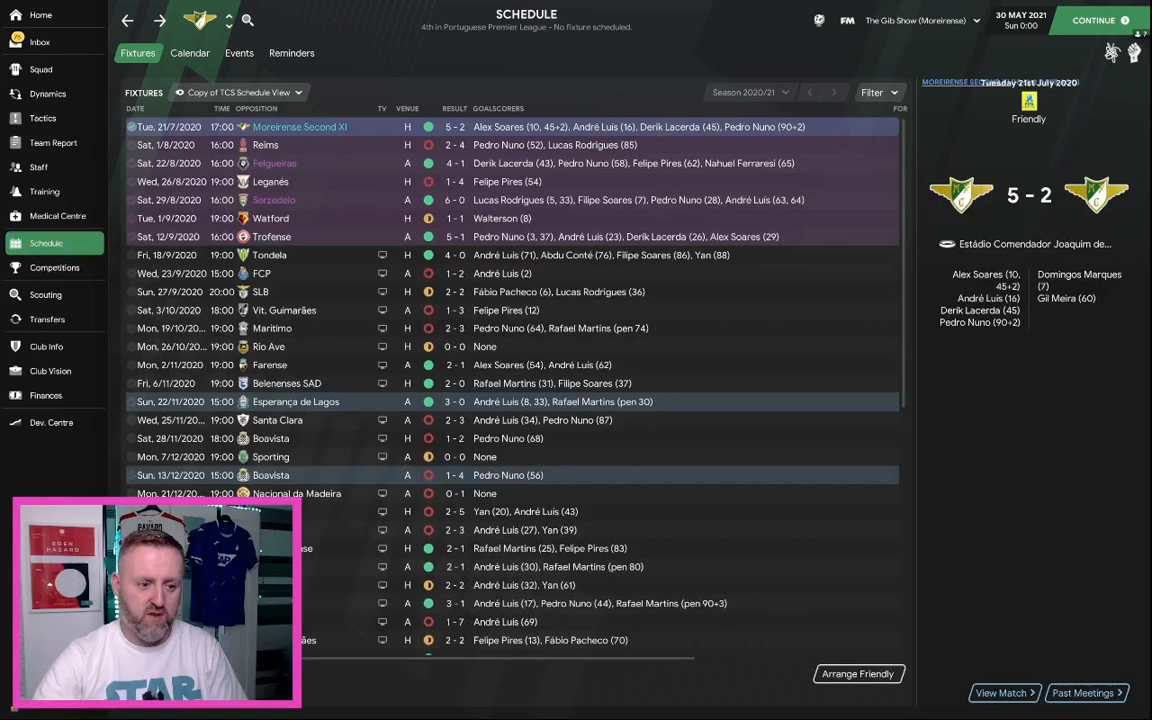 Home
75
Inbox
Squad
Dynamics
Tactics
Team Report
Staff
Training
Medical Centre
Schedule
Competitions
Scouting
Transfers
Club Info
Club Vision
Finances
Dev. Centre
SCHEDULE
4th in Portuguese Premier League - No fixture scheduled.
FM The Gib Show (Moreirense)
30 MAY 2021
Sun 0:00
CONTINUE
7
Fixtures Calendar Events Reminders
FIXTURES Copy of TCS Schedule View Season 2020/21 Filter
DATE TIME OPPOSITION TV VENUE RESULT GOALSCORERS FOR
Tue, 21/7/2020 17:00 Moreirense Second XI H 5 - 2 Alex Soares (10, 45+2), André Luís (16), Derik Lacerda (45), Pedro Nuno (90+2)
Sat, 1/8/2020 16:00 Reims H 2 - 4 Pedro Nuno (52), Lucas Rodrigues (85)
Sat, 22/8/2020 16:00 Felgueiras A 4 - 1 Derik Lacerda (43), Pedro Nuno (58), Felipe Pires (62), Nahuel Ferraresi (65)
Wed, 26/8/2020 19:00 Leganés H 1 - 4 Felipe Pires (54)
Sat, 29/8/2020 16:00 Serzedelo A 6 - 0 Lucas Rodrigues (5, 33), Filipe Soares (7), Pedro Nuno (28), André Luís (63, 64)
Tue, 1/9/2020 19:00 Watford H 1 - 1 Walterson (8)
Sat, 12/9/2020 16:00 Trofense A 5 - 1 Pedro Nuno (3, 37), André Luís (23), Derik Lacerda (26), Alex Soares (29)
Fri, 18/9/2020 19:00 Tondela H 4 - 0 André Luís (71), Abdu Conté (76), Filipe Soares (86), Yan (88)
Wed, 23/9/2020 15:00 FCP A 1 - 2 André Luís (2)
Sun, 27/9/2020 20:00 SLB H 2 - 2 Fábio Pacheco (6), Lucas Rodrigues (36)
Sat, 3/10/2020 18:00 Vit. Guimarães A 1 - 3 Felipe Pires (12)
Mon, 19/10/20... 19:00 Marítimo H 2 - 3 Pedro Nuno (64), Rafael Martins (pen 74)
Mon, 26/10/20... 19:00 Rio Ave H 0 - 0 None
Mon, 2/11/2020 19:00 Farense A 2 - 1 Alex Soares (54), André Luís (62)
Fri, 6/11/2020 19:00 Belenenses SAD H 2 - 0 Rafael Martins (31), Filipe Soares (37)
Sun, 22/11/2020 15:00 Esperança de Lagos A 3 - 0 André Luís (8, 33), Rafael Martins (pen 30)
Wed, 25/11/20... 19:00 Santa Clara A 2 - 3 André Luís (34), Pedro Nuno (87)
Sat, 28/11/2020 19:00 Boavista H 1 - 2 Pedro Nuno (68)
Mon, 7/12/2020 19:00 Sporting A 0 - 0 None
Sun, 13/12/2020 15:00 Boavista A 1 - 4 Pedro Nuno (56)
Mon, 21/12/20... 19:00 Nacional da Madeira A 0 - 1 None
H 2 - 5 Yan (20), André Luís (43)
A 2 - 3 André Luís (27), Yan (39)
H 2 - 1 Rafael Martins (25), Felipe Pires (83)
A 2 - 1 André Luís (30), Rafael Martins (pen 80)
H 2 - 2 André Luís (32), Yan (61)
A 3 - 1 André Luís (17), Pedro Nuno (44), Rafael Martins (pen 90+3)
A 1 - 7 André Luís (69)
H 2 - 2 Felipe Pires (13), Fábio Pacheco (70)
Arrange Friendly
Tuesday 21st July 2020
Friendly
5 - 2
Estádio Comendador Joaquim de...
Alex Soares (10, 45+2)
André Luís (16)
Derik Lacerda (45)
Pedro Nuno (90+2)
Domingos Marques (7)
Gil Meira (60)
View Match Past Meetings
EDEN
HAZARD
PAVARD
STAR